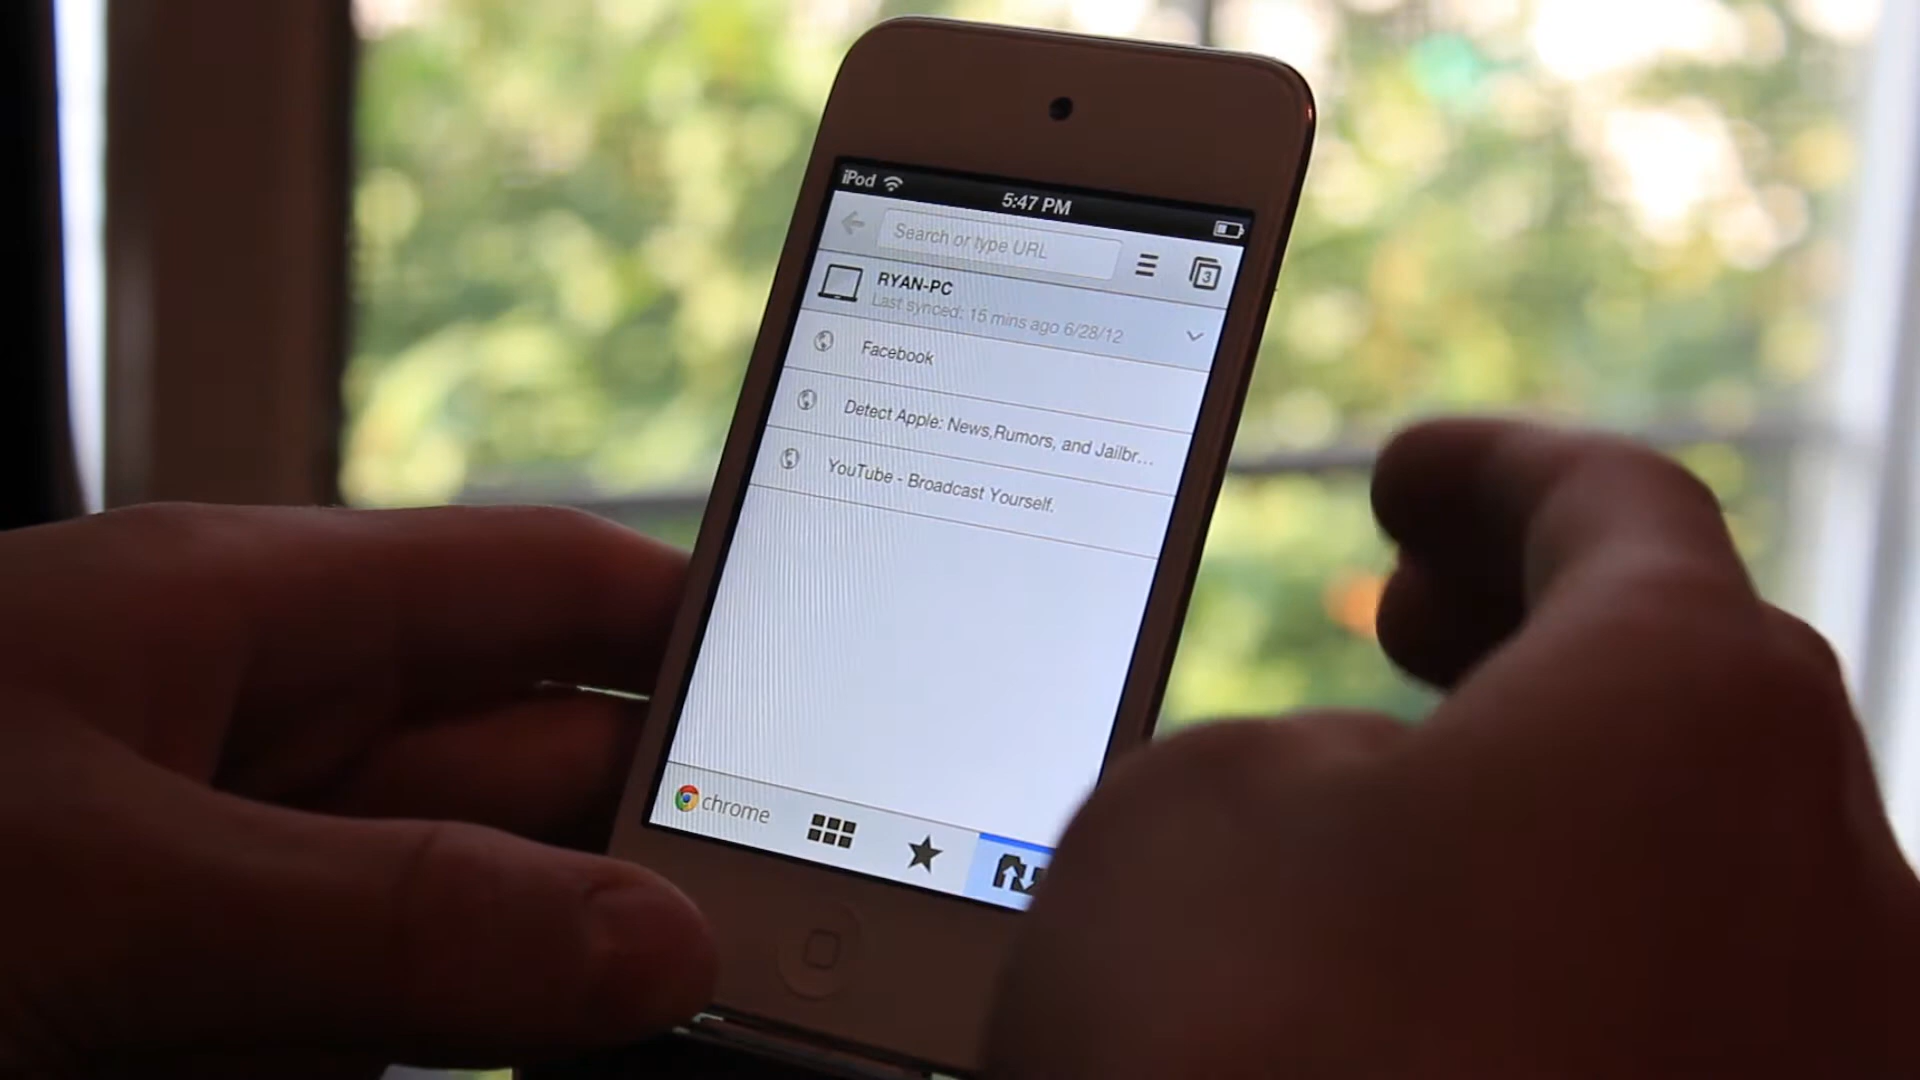 iPod
5:47 PM
Search or type URL
3
RYAN-PC
Last synced: 15 mins ago 6/28/12
Facebook
Detect Apple: News,Rumors, and Jailbr...
YouTube - Broadcast Yourself.
chrome